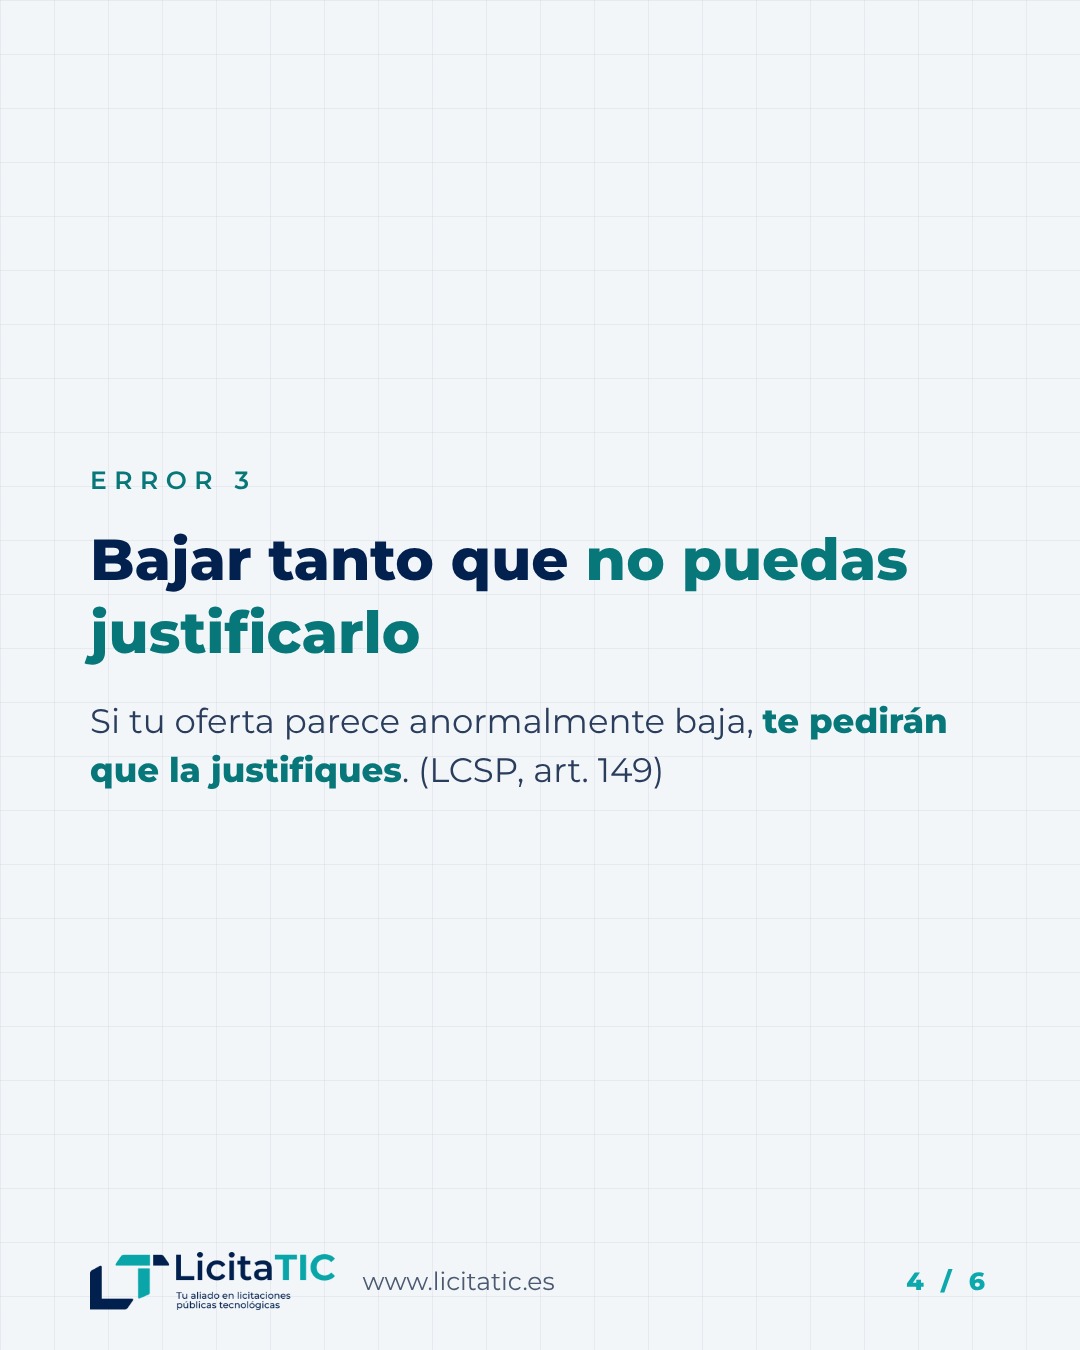 ERROR 3
Bajar tanto que no puedas
justificarlo
Si tu oferta parece anormalmente baja, te pedirán
que la justifiques. (LCSP, art. 149)
LicitaTIC
Tu aliado en licitaciones
públicas tecnológicas
www.licitatic.es
4 / 6